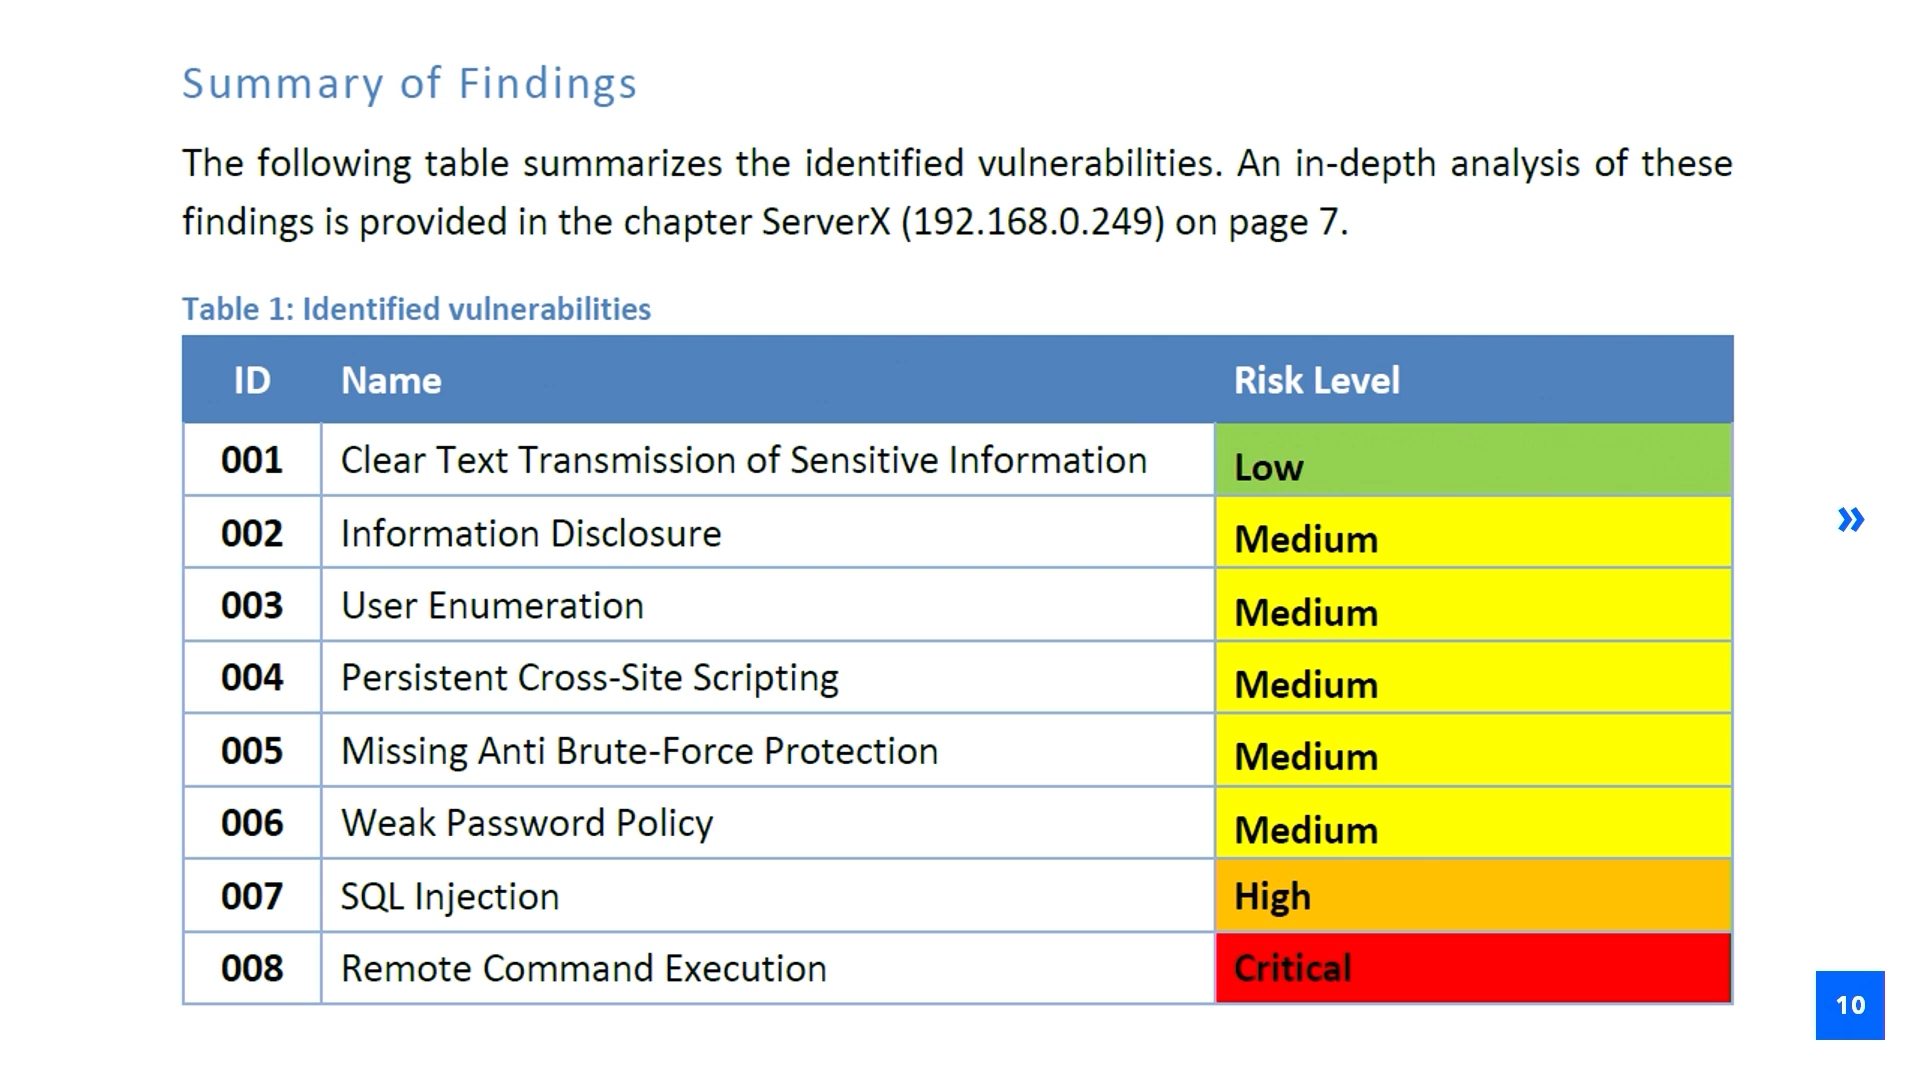 Summary of Findings
The following table summarizes the identified vulnerabilities. An in-depth analysis of these
findings is provided in the chapter ServerX (192.168.0.249) on page 7.
Table 1: Identified vulnerabilities
ID Name Risk Level
001 Clear Text Transmission of Sensitive Information Low
002 Information Disclosure Medium
003 User Enumeration Medium
004 Persistent Cross-Site Scripting Medium
005 Missing Anti Brute-Force Protection Medium
006 Weak Password Policy Medium
007 SQL Injection High
008 Remote Command Execution Critical
»
10